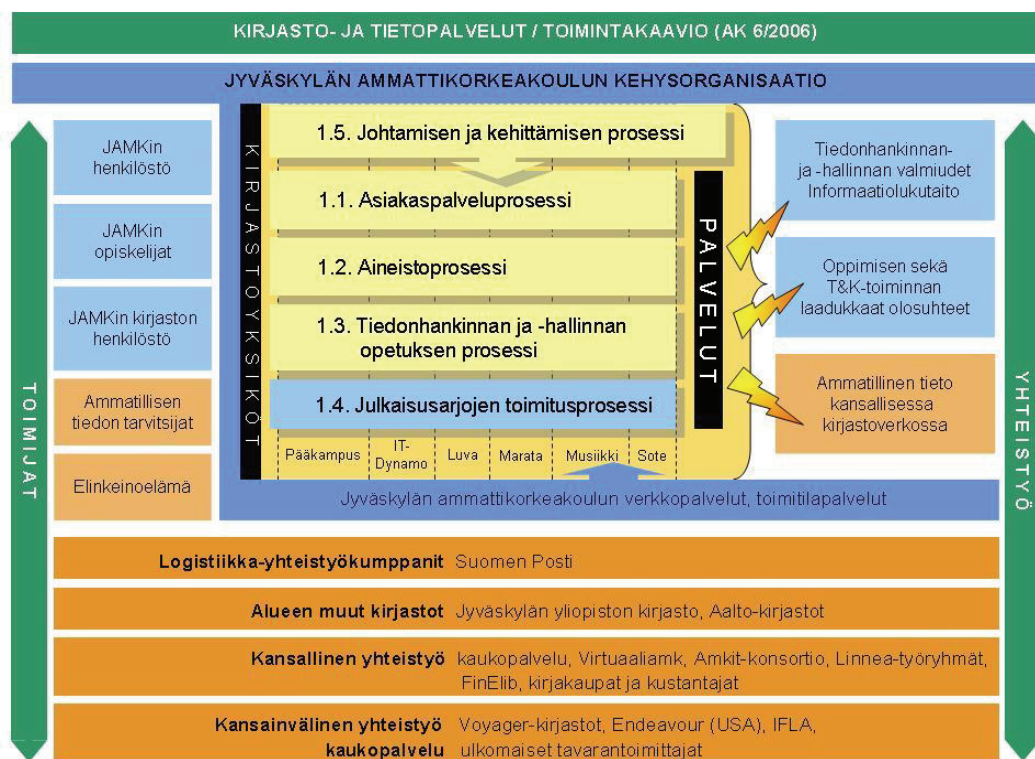 KIRJASTO- JA TIETOPALVELUT / TOIMINTAKAAVIO (AK 6/2006)
JYVÄSKYLÄN AMMATTIKORKEAKOULUN KEHYSORGANISAATIO
TOIMIJAT
JAMKin
henkilöstö
JAMKin
opiskelijat
JAMKin kirjaston
henkilöstö
Ammatillisen
tiedon tarvitsijat
Elinkeinoelämä
KIRJASTOYKSIKÖT
1.5. Johtamisen ja kehittämisen prosessi
1.1. Asiakaspalveluprosessi
1.2. Aineistoprosessi
1.3. Tiedonhankinnan ja -hallinnan
opetuksen prosessi
1.4. Julkaisusarjojen toimitusprosessi
Pääkampus
IT-
Dynamo
Luva
Marata
Musiikki
Sote
PALVELUT
Tiedonhankinnan-
ja -hallinnan valmiudet
Informaatiolukutaito
Oppimisen sekä
T&K-toiminnan
laadukkaat olosuhteet
Ammatillinen tieto
kansallisessa
kirjastoverkossa
YHTEISTYÖ
Jyväskylän ammattikorkeakoulun verkkopalvelut, toimitilapalvelut
Logistiikka-yhteistyökumppanit Suomen Posti
Alueen muut kirjastot Jyväskylän yliopiston kirjasto, Aalto-kirjastot
Kansallinen yhteistyö kaukopalvelu, Virtuaaliamk, Amkit-konsortio, Linnea-työryhmät,
FinElib, kirjakaupat ja kustantajat
Kansainvälinen yhteistyö Voyager-kirjastot, Endeavour (USA), IFLA,
kaukopalvelu ulkomaiset tavarantoimittajat